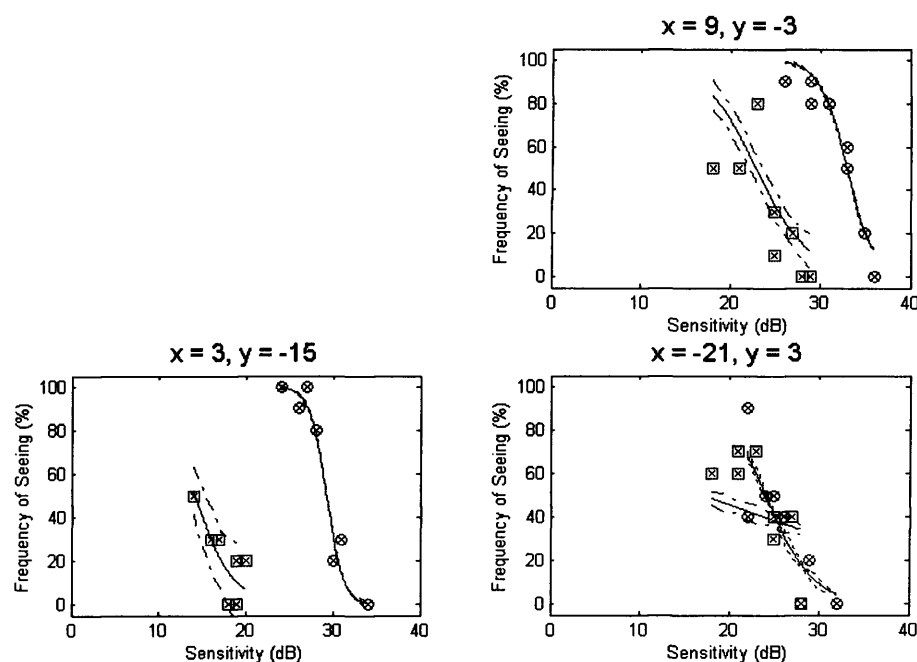 x = 9, y = -3
Frequency of Seeing (%)
100
80
60
40
20
0
0 10 20 30 40
Sensitivity (dB)
x = 3, y = -15
Frequency of Seeing (%)
100
80
60
40
20
0
0 10 20 30 40
Sensitivity (dB)
x = -21, y = 3
Frequency of Seeing (%)
100
80
60
40
20
0
0 10 20 30 40
Sensitivity (dB)